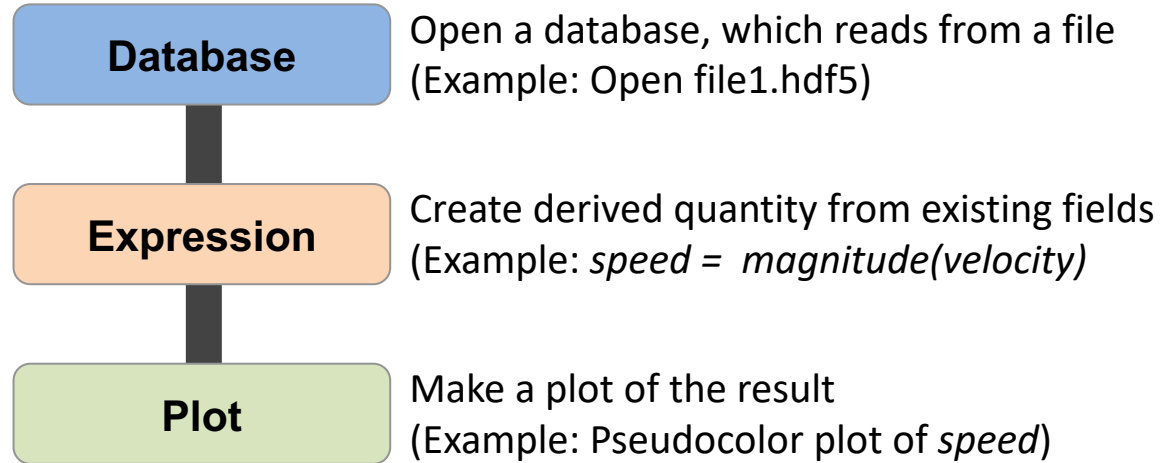 Database
Open a database, which reads from a file
(Example: Open file1.hdf5)
Expression
Create derived quantity from existing fields
(Example: speed = magnitude(velocity)
Plot
Make a plot of the result
(Example: Pseudocolor plot of speed)